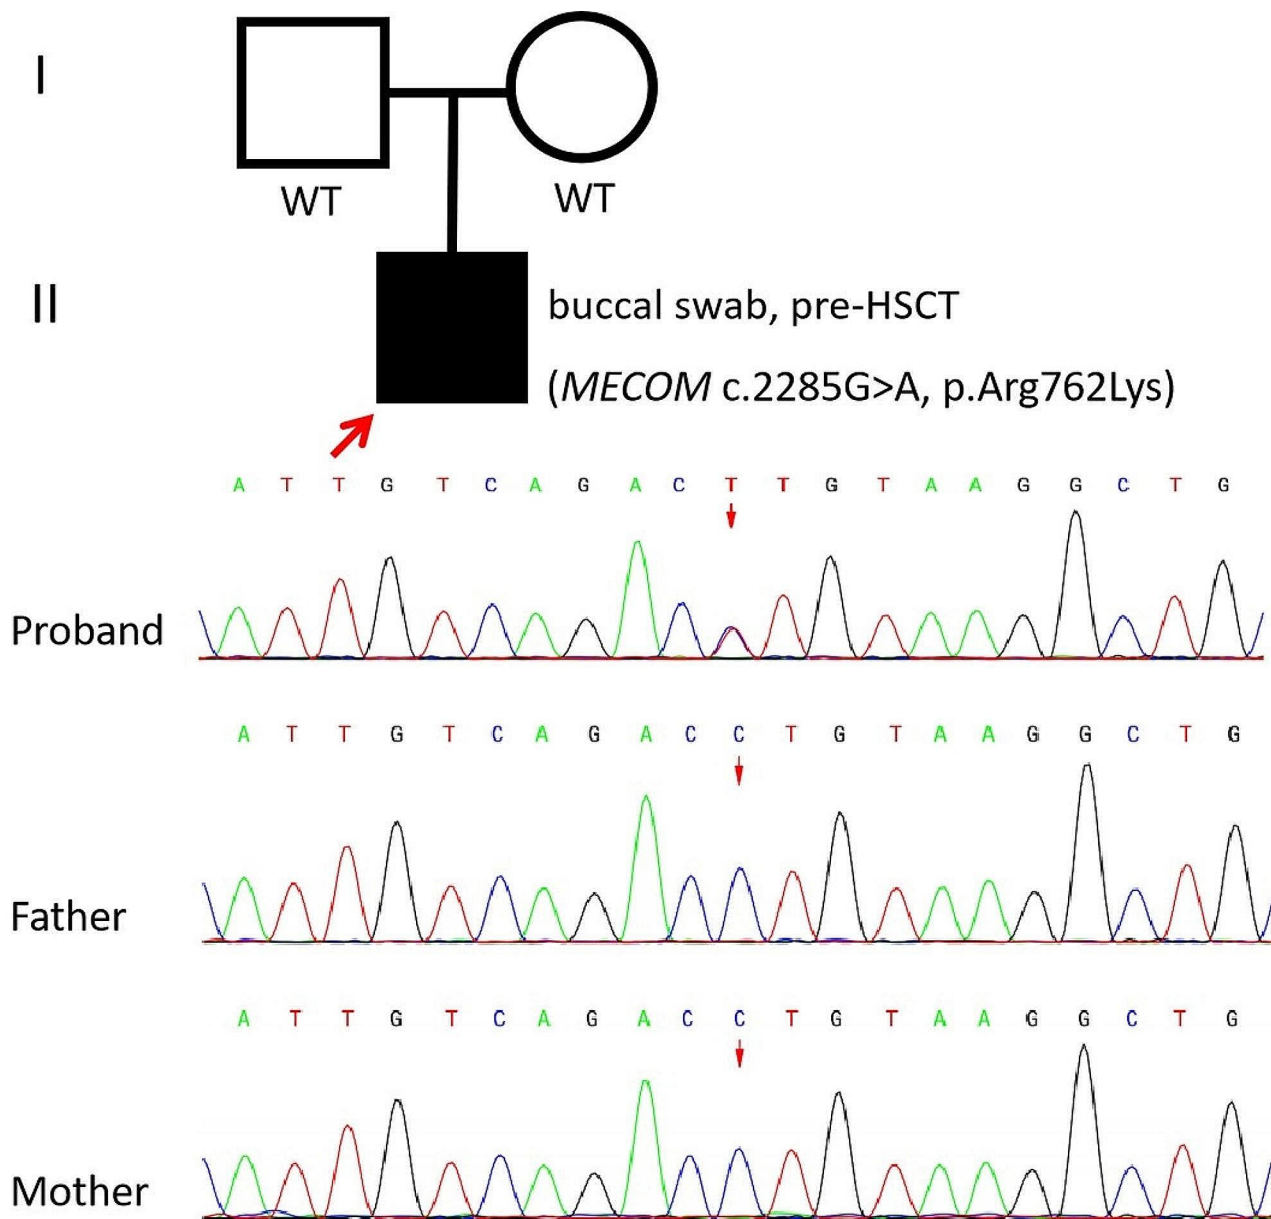 I
WT
WT
II
buccal swab, pre-HSCT
(MECOM c.2285G>A, p.Arg762Lys)
A T T G T C A G A C T T G T A A G G C T G
Proband
A T T G T C A G A C C T G T A A G G C T G
Father
A T T G T C A G A C C T G T A A G G C T G
Mother